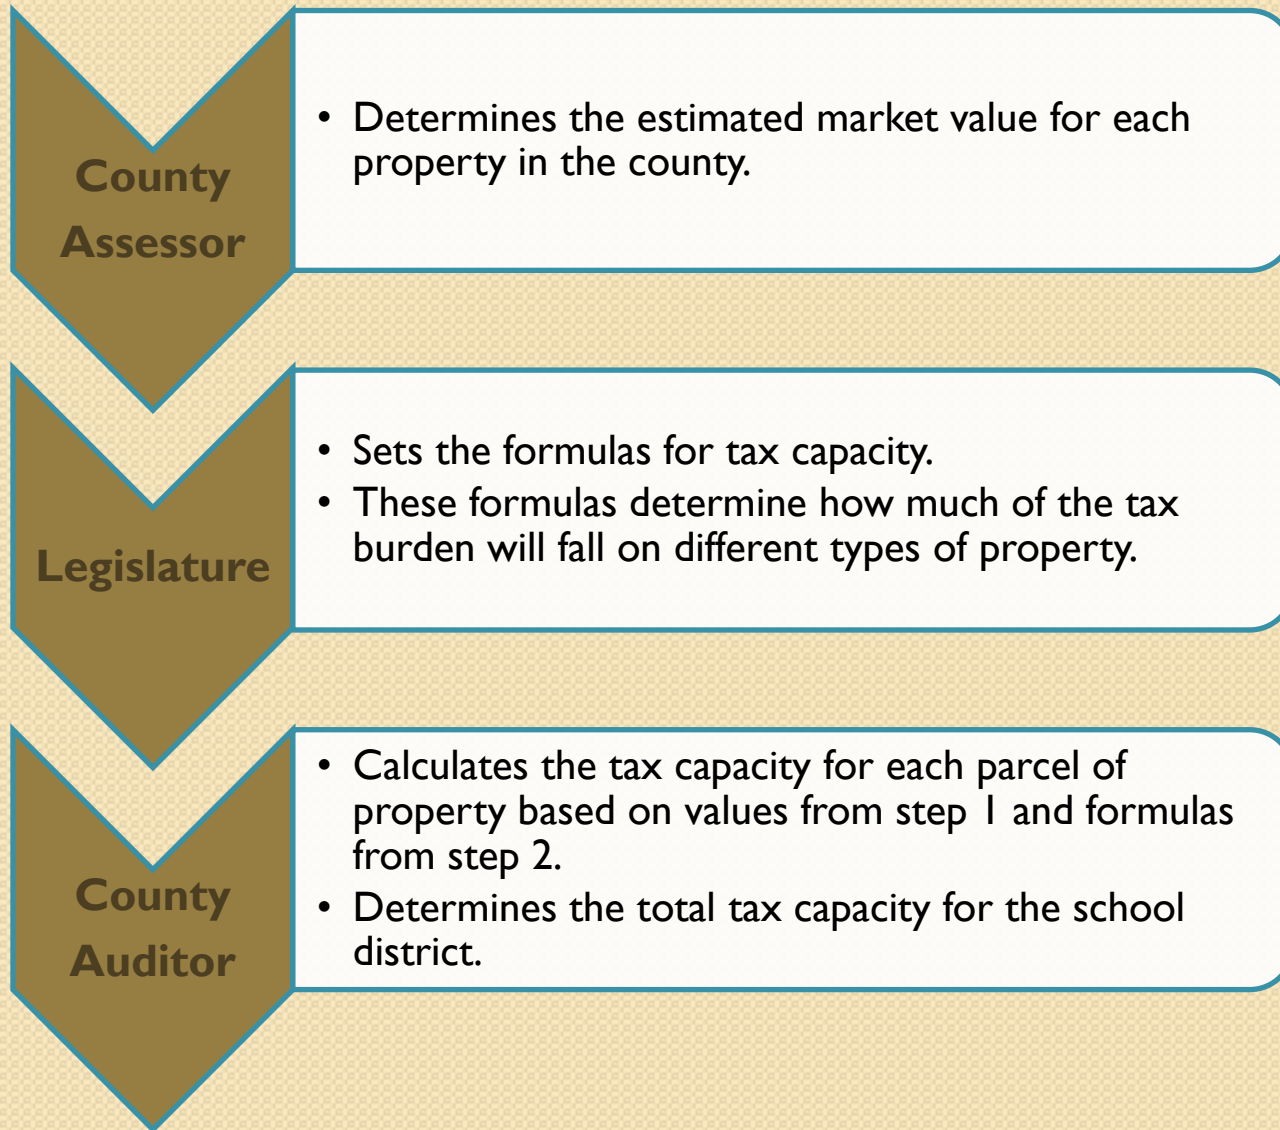 County
Assessor
• Determines the estimated market value for each
property in the county.
Legislature
• Sets the formulas for tax capacity.
• These formulas determine how much of the tax
burden will fall on different types of property.
County
Auditor
• Calculates the tax capacity for each parcel of
property based on values from step 1 and formulas
from step 2.
• Determines the total tax capacity for the school
district.